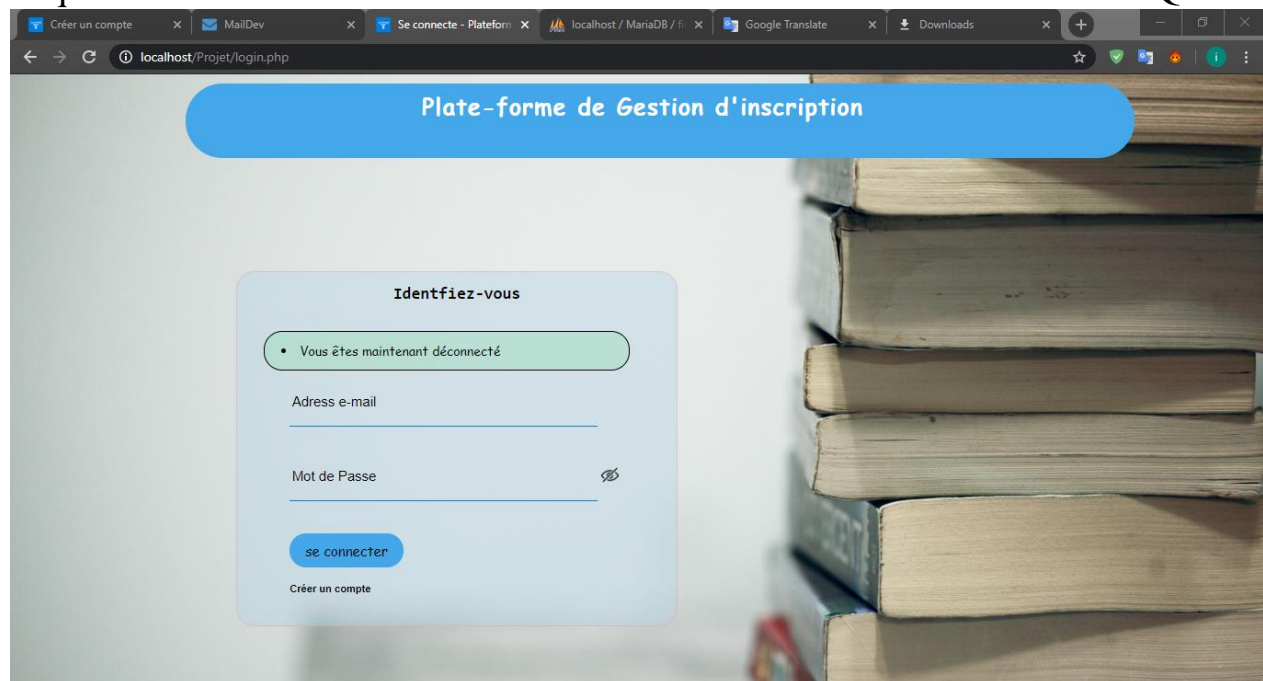 Créer un compte
MailDev
Se connecte - Plateform
localhost / MariaDB / fi
Google Translate
Downloads
localhost/Projet/login.php
i
Plate-forme de Gestion d'inscription
Identfiez-vous
• Vous êtes maintenant déconnecté
Adress e-mail
Mot de Passe
se connecter
Créer un compte